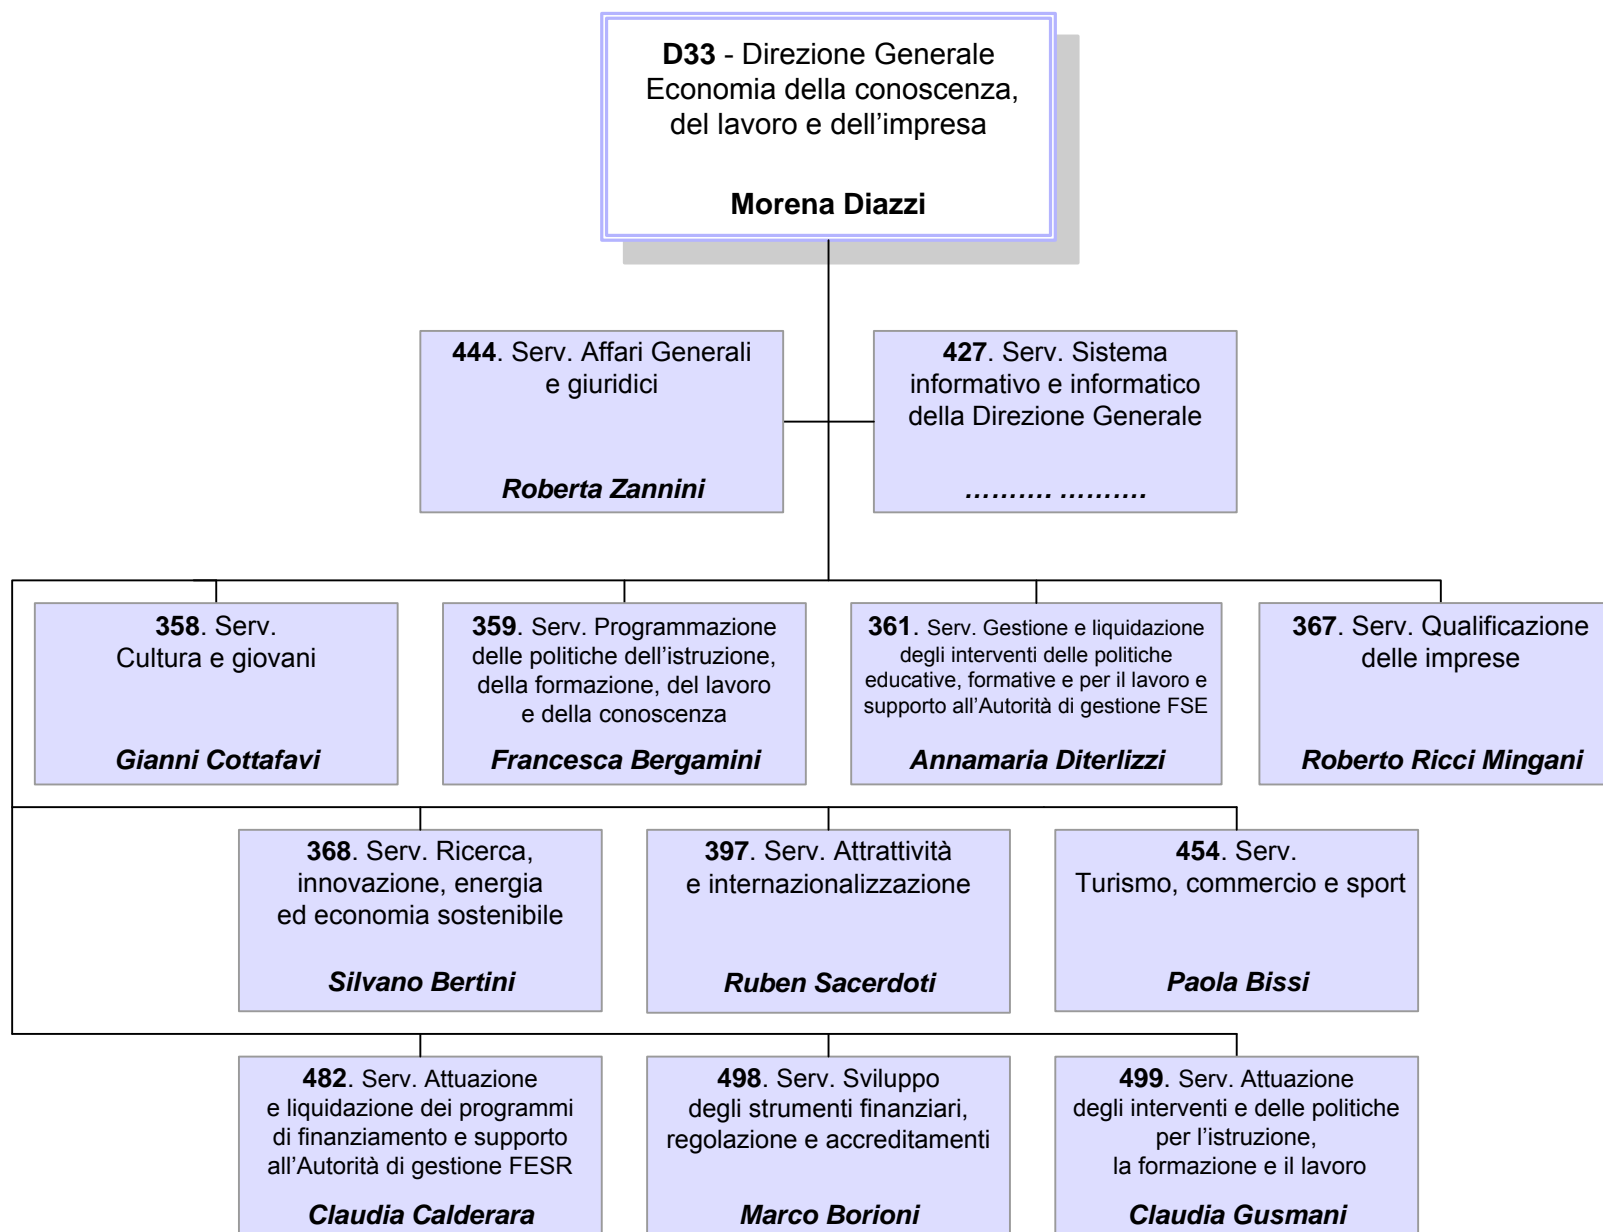 D33 - Direzione Generale
Economia della conoscenza,
del lavoro e dell’impresa
Morena Diazzi
444. Serv. Affari Generali
e giuridici
Roberta Zannini
427. Serv. Sistema
informativo e informatico
della Direzione Generale
………. ……….
358. Serv.
Cultura e giovani
Gianni Cottafavi
359. Serv. Programmazione
delle politiche dell’istruzione,
della formazione, del lavoro
e della conoscenza
Francesca Bergamini
361. Serv. Gestione e liquidazione
degli interventi delle politiche
educative, formative e per il lavoro e
supporto all’Autorità di gestione FSE
Annamaria Diterlizzi
367. Serv. Qualificazione
delle imprese
Roberto Ricci Mingani
368. Serv. Ricerca,
innovazione, energia
ed economia sostenibile
Silvano Bertini
397. Serv. Attrattività
e internazionalizzazione
Ruben Sacerdoti
454. Serv.
Turismo, commercio e sport
Paola Bissi
482. Serv. Attuazione
e liquidazione dei programmi
di finanziamento e supporto
all’Autorità di gestione FESR
Claudia Calderara
498. Serv. Sviluppo
degli strumenti finanziari,
regolazione e accreditamenti
Marco Borioni
499. Serv. Attuazione
degli interventi e delle politiche
per l’istruzione,
la formazione e il lavoro
Claudia Gusmani